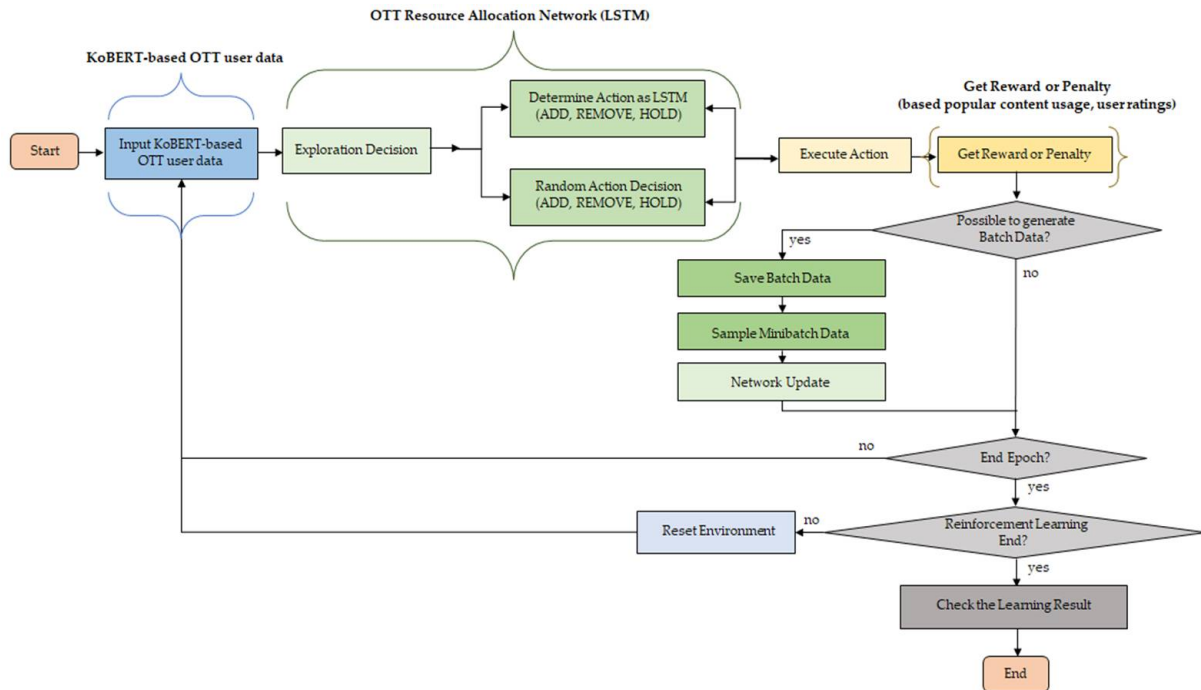 OTT Resource Allocation Network (LSTM)
KoBERT-based OTT user data
Get Reward or Penalty
(based popular content usage, user ratings)
Start
Input KoBERT-based
OTT user data
Exploration Decision
Determine Action as LSTM
(ADD, REMOVE, HOLD)
Random Action Decision
(ADD, REMOVE, HOLD)
Execute Action
Get Reward or Penalty
Possible to generate
Batch Data?
yes
no
Save Batch Data
Sample Minibatch Data
Network Update
no
End Epoch?
yes
Reset Environment
no
Reinforcement Learning
End?
yes
Check the Learning Result
End